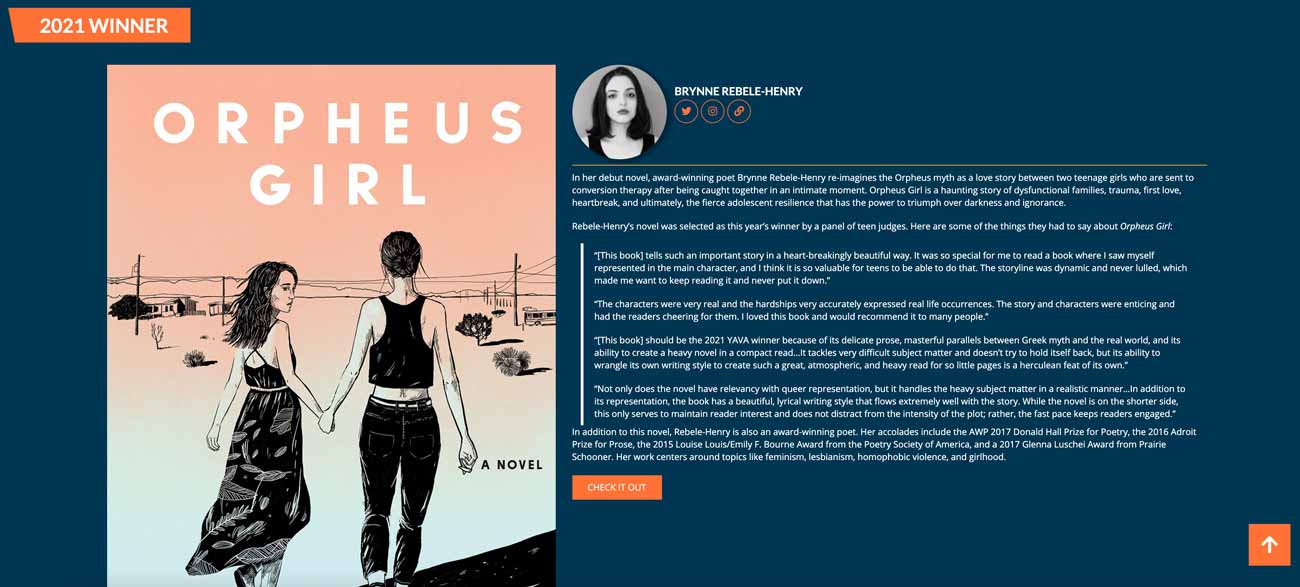 2021 WINNER
ORPHEUS
GIRL
A NOVEL
BRYNNE REBELE-HENRY
In her debut novel, award-winning poet Brynne Rebele-Henry re-imagines the Orpheus myth as a love story between two teenage girls who are sent to
conversion therapy after being caught together in an intimate moment. Orpheus Girl is a haunting story of dysfunctional families, trauma, first love,
heartbreak, and ultimately, the fierce adolescent resilience that has the power to triumph over darkness and ignorance.
Rebele-Henry's novel was selected as this year's winner by a panel of teen judges. Here are some of the things they had to say about Orpheus Girl:
“[This book] tells such an important story in a heart-breakingly beautiful way. It was so special for me to read a book where I saw myself
represented in the main character, and I think it is so valuable for teens to be able to do that. The storyline was dynamic and never lulled, which
made me want to keep reading it and never put it down.”
“The characters were very real and the hardships very accurately expressed real life occurrences. The story and characters were enticing and
had the readers cheering for them. I loved this book and would recommend it to many people.”
“[This book] should be the 2021 YAVA winner because of its delicate prose, masterful parallels between Greek myth and the real world, and its
ability to create a heavy novel in a compact read...It tackles very difficult subject matter and doesn't try to hold itself back, but its ability to
wrangle its own writing style to create such a great, atmospheric, and heavy read for so little pages is a herculean feat of its own.”
“Not only does the novel have relevancy with queer representation, but it handles the heavy subject matter in a realistic manner...In addition to
its representation, the book has a beautiful, lyrical writing style that flows extremely well with the story. While the novel is on the shorter side,
this only serves to maintain reader interest and does not distract from the intensity of the plot; rather, the fast pace keeps readers engaged.”
In addition to this novel, Rebele-Henry is also an award-winning poet. Her accolades include the AWP 2017 Donald Hall Prize for Poetry, the 2016 Adroit
Prize for Prose, the 2015 Louise Louis/Emily F. Bourne Award from the Poetry Society of America, and a 2017 Glenna Luschei Award from Prairie
Schooner. Her work centers around topics like feminism, lesbianism, homophobic violence, and girlhood.
CHECK IT OUT